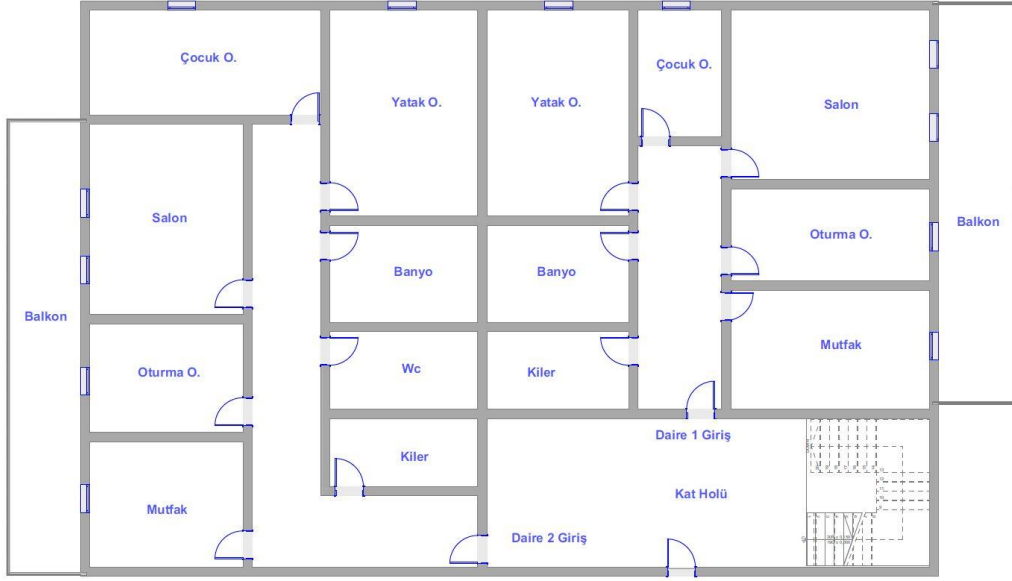 Çocuk O.
Yatak O.
Yatak O.
Çocuk O.
Salon
Salon
Oturma O.
Balkon
Banyo
Banyo
Balkon
Oturma O.
Wc
Kiler
Mutfak
Kiler
Daire 1 Giriş
Mutfak
Kat Holü
Daire 2 Giriş